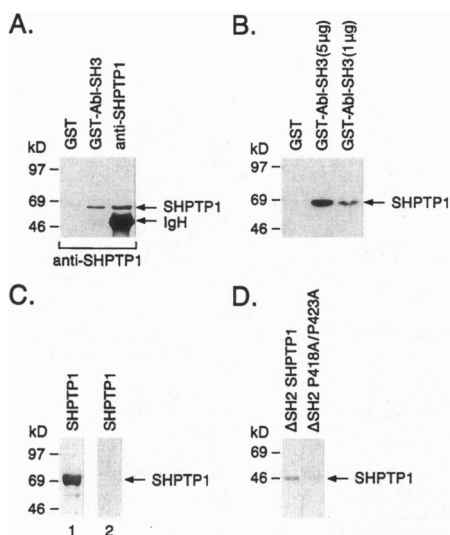 A.
GST
GST-Abl-SH3
anti-SHPTP1
kD
97
69
46
SHPTP1
IgH
anti-SHPTP1
B.
GST
GST-Abl-SH3(5µg)
GST-Abl-SH3(1µg)
kD
97
69
46
SHPTP1
C.
SHPTP1
SHPTP1
kD
97
69
46
SHPTP1
1 2
D.
ΔSH2 SHPTP1
ΔSH2 P418A/P423A
kD
69
46
SHPTP1